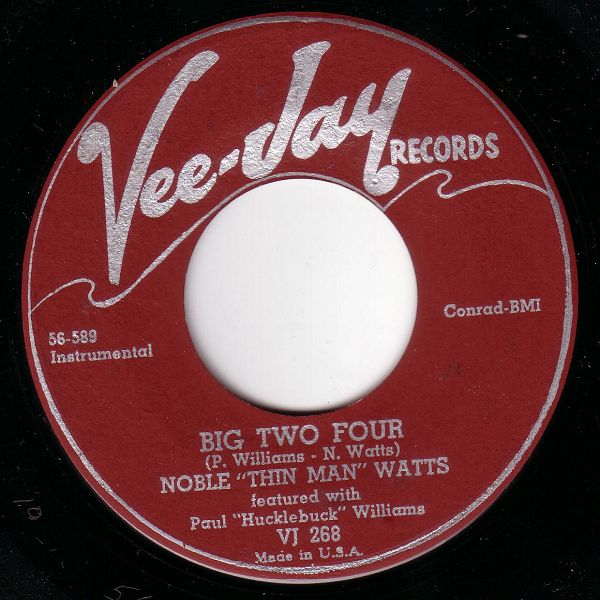 Vee-Jay
RECORDS
Conrad-BMI
56-589
Instrumental
BIG TWO FOUR
(P. Williams - N. Watts)
NOBLE "THIN MAN" WATTS
featured with
Paul "Hucklebuck" Williams
VJ 268
Made in U.S.A.